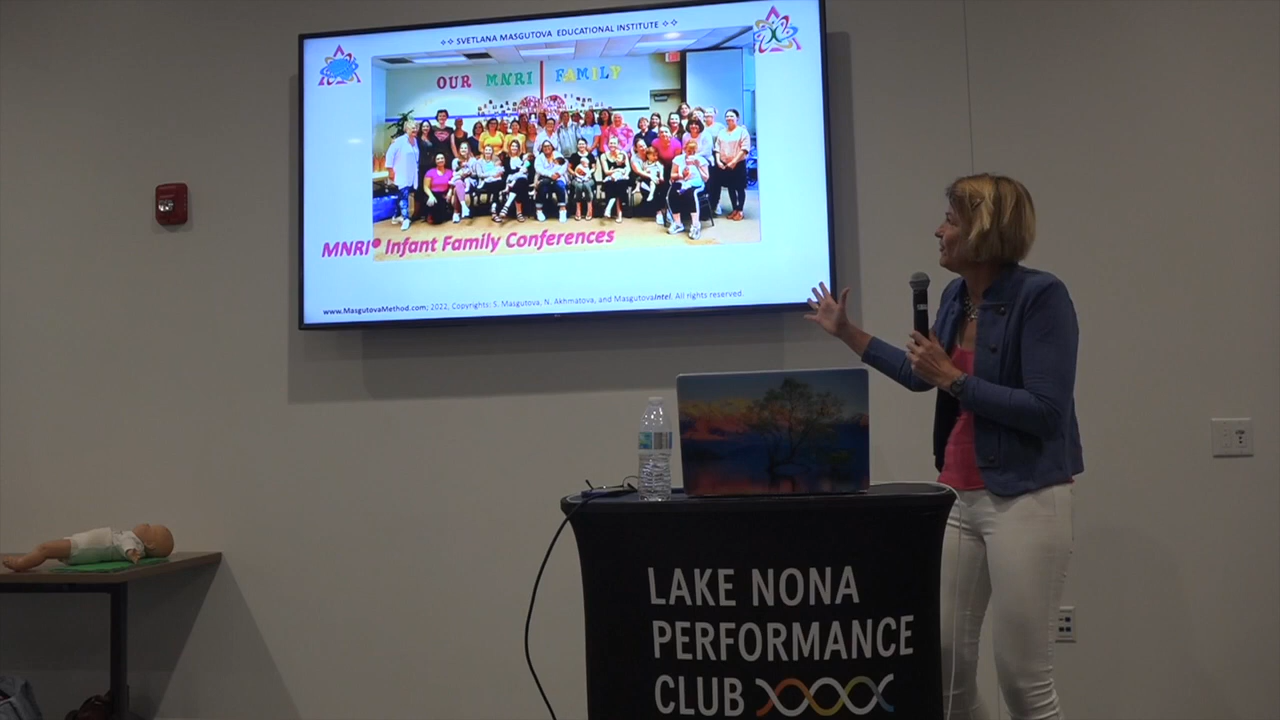 ✧✧ SVETLANA MASGUTOVA EDUCATIONAL INSTITUTE ✧✧
OUR MNRI FAMILY
MNRI® Infant Family Conferences
www.MasgutovaMethod.com; 2022, Copyrights: S. Masgutova, N. Akhmatova, and MasgutovaIntel. All rights reserved.
LAKE NONA
PERFORMANCE
CLUB